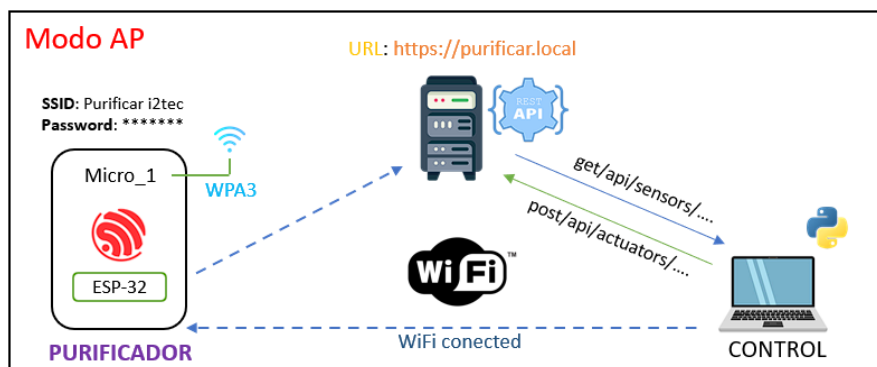 Modo AP
URL: https://purificar.local
SSID: Purificar i2tec
Password: *******
Micro_1
WPA3
ESP-32
PURIFICADOR
REST
API
get/api/sensors/....
post/api/actuators/....
WiFi
TM
WiFi conected
CONTROL